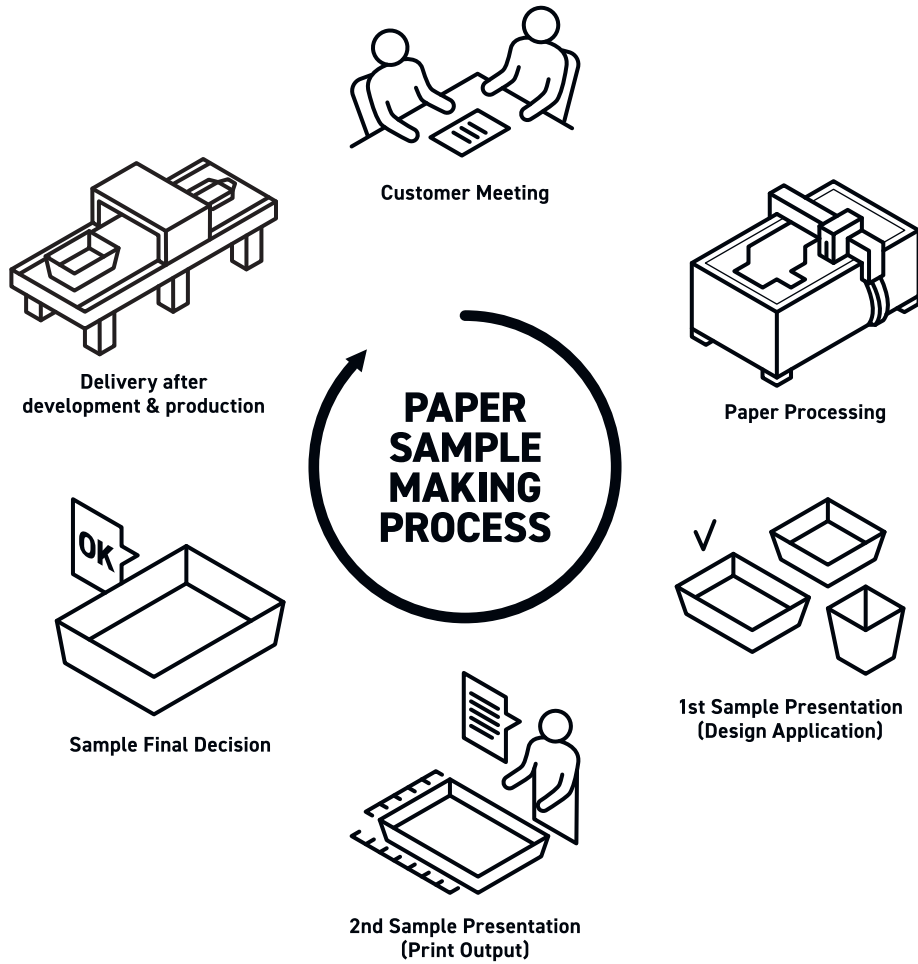 Customer Meeting
Paper Processing
1st Sample Presentation
(Design Application)
2nd Sample Presentation
(Print Output)
OK
Sample Final Decision
Delivery after
development & production
PAPER
SAMPLE
MAKING
PROCESS